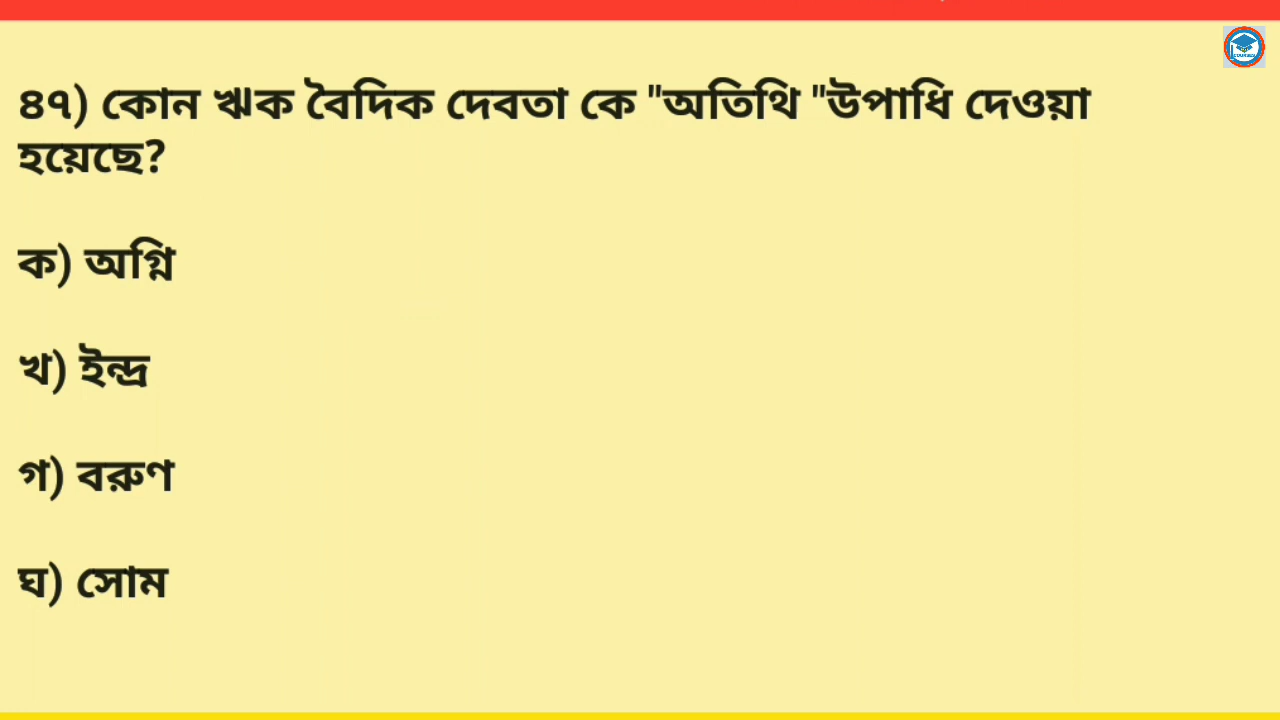 ৪৭) কোন ঋক বৈদিক দেবতা কে "অতিথি "উপাধি দেওয়া
হয়েছে?
ক) অগ্নি
খ) ইন্দ্র
গ) বরুণ
ঘ) সোম